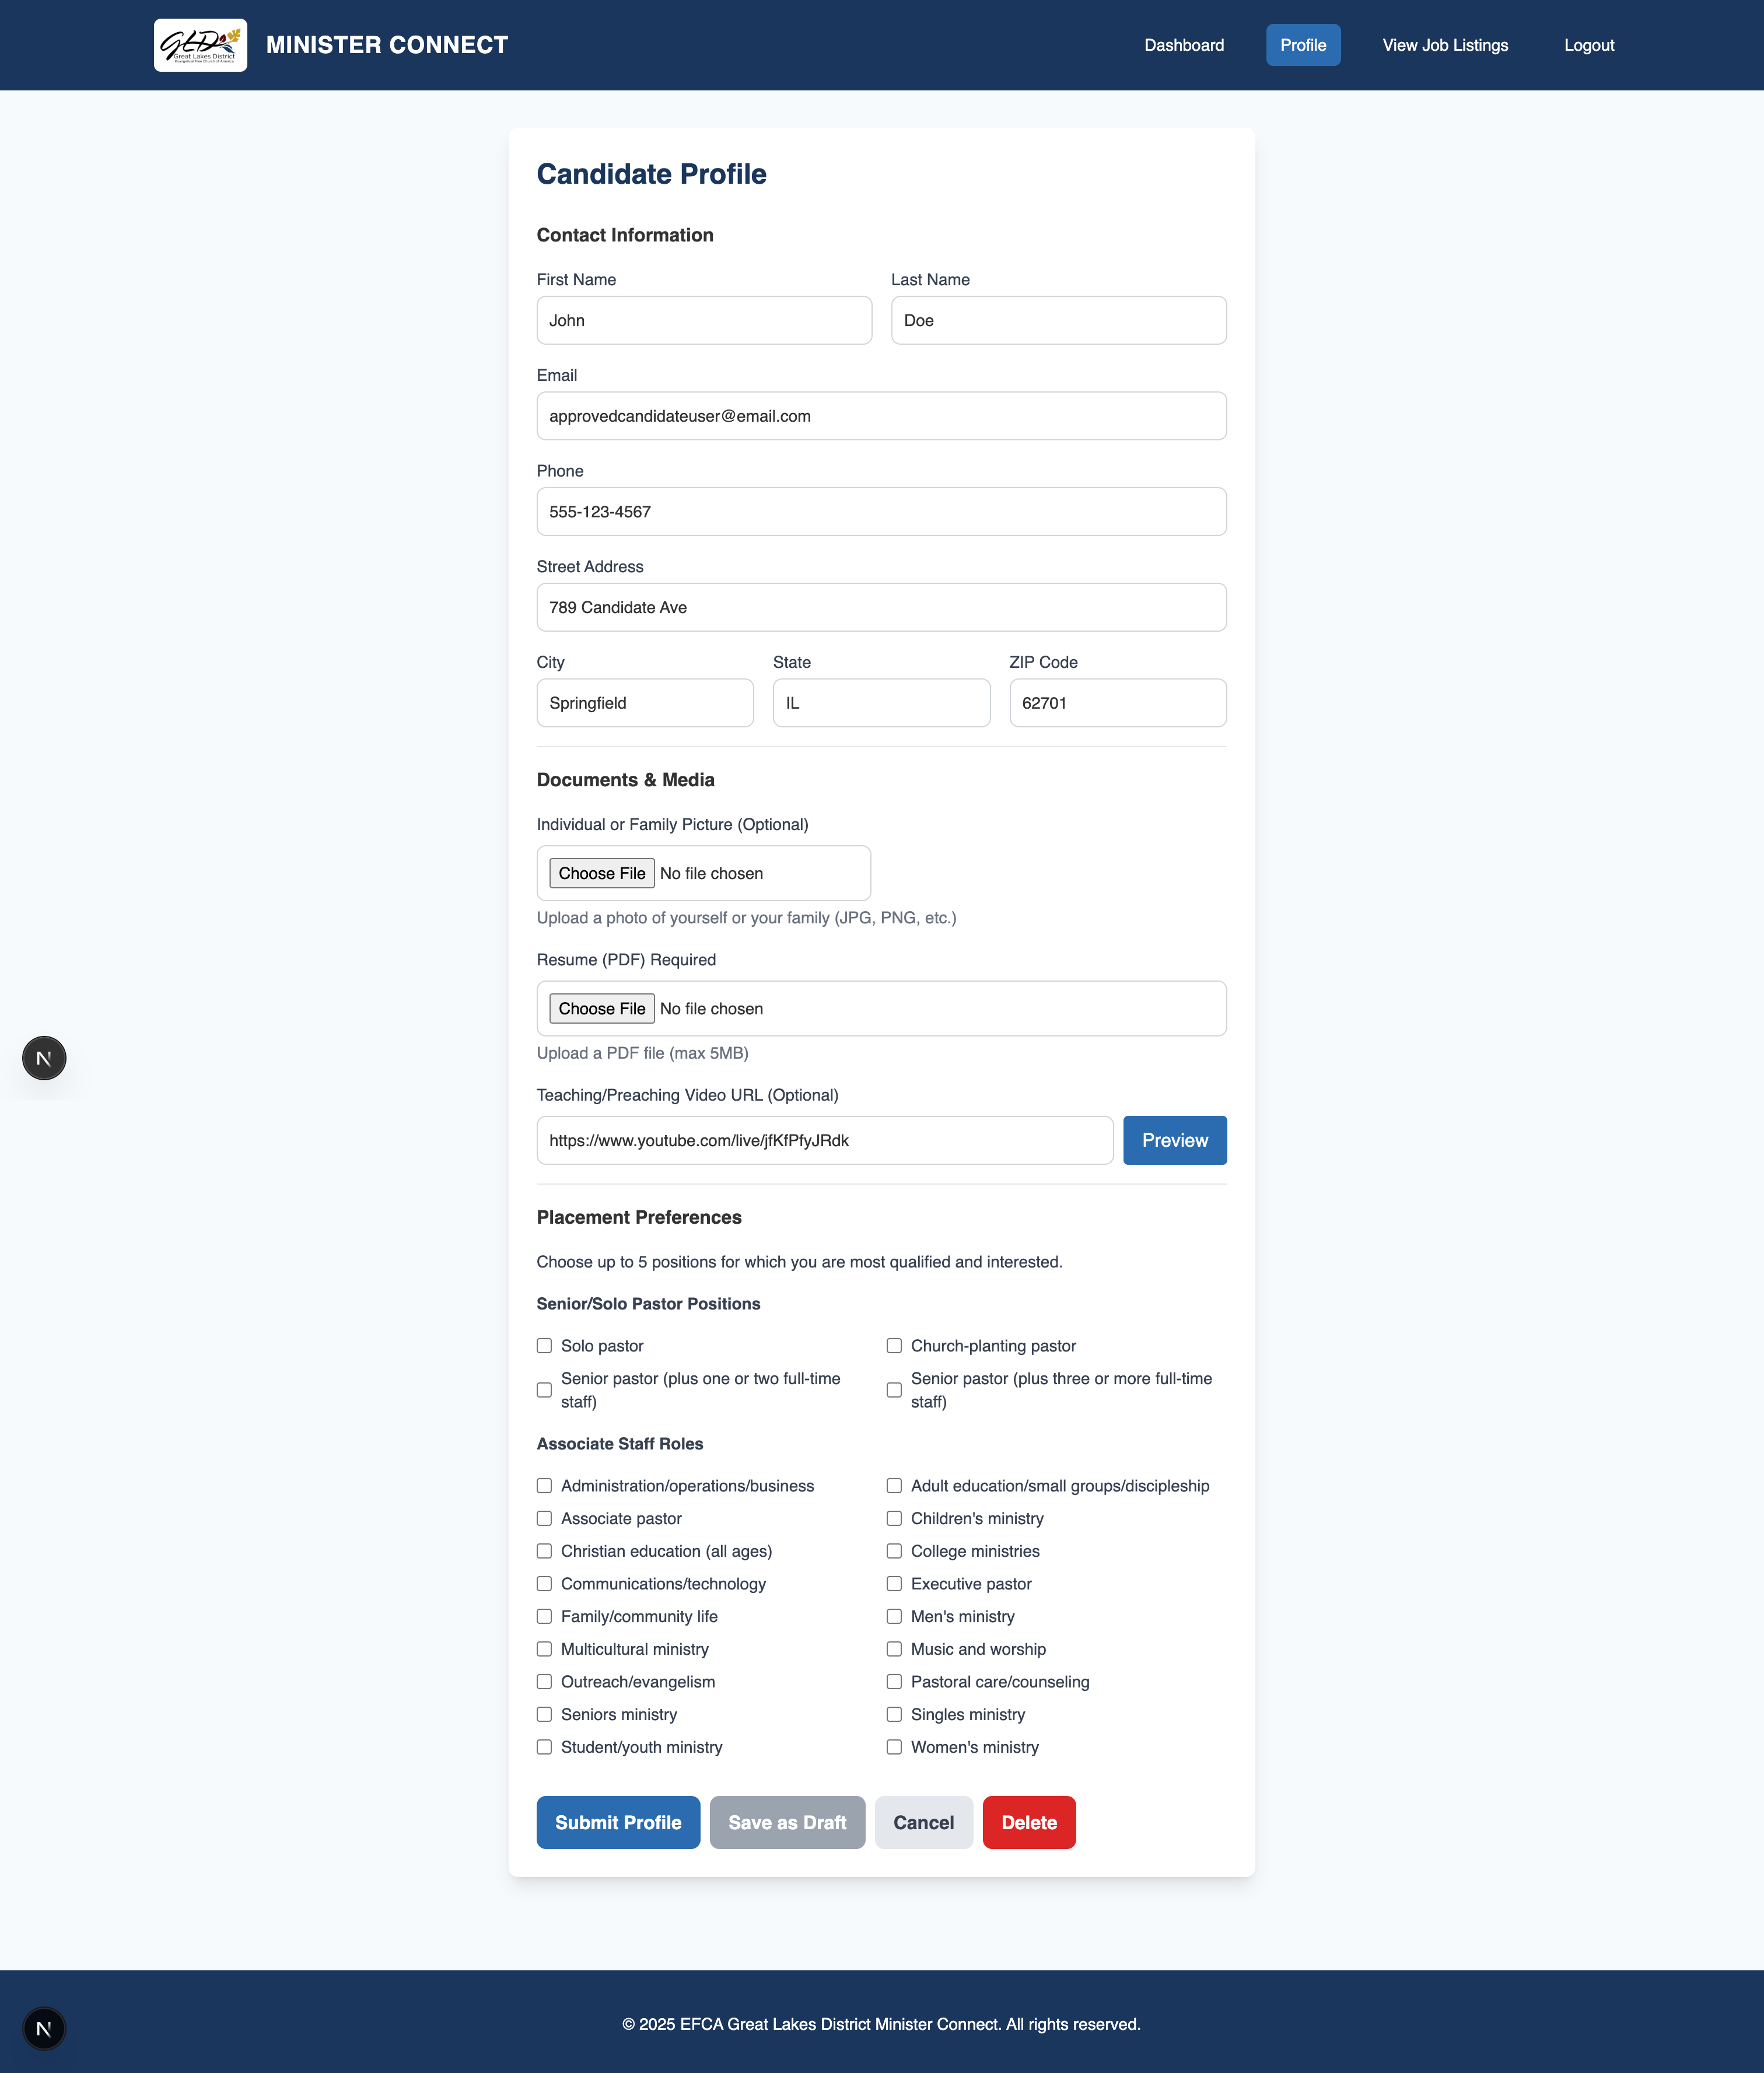 GLD
Great Lakes District
Evangelical Free Church of America
MINISTER CONNECT
Dashboard
Profile
View Job Listings
Logout
Candidate Profile
Contact Information
First Name
Last Name
John
Doe
Email
approvedcandidateuser@email.com
Phone
555-123-4567
Street Address
789 Candidate Ave
City
State
ZIP Code
Springfield
IL
62701
Documents & Media
Individual or Family Picture (Optional)
Choose File No file chosen
Upload a photo of yourself or your family (JPG, PNG, etc.)
Resume (PDF) Required
Choose File No file chosen
Upload a PDF file (max 5MB)
N
Teaching/Preaching Video URL (Optional)
https://www.youtube.com/live/jfKfPfyJRdk
Preview
Placement Preferences
Choose up to 5 positions for which you are most qualified and interested.
Senior/Solo Pastor Positions
Solo pastor
Church-planting pastor
Senior pastor (plus one or two full-time
staff)
Senior pastor (plus three or more full-time
staff)
Associate Staff Roles
Administration/operations/business
Adult education/small groups/discipleship
Associate pastor
Children's ministry
Christian education (all ages)
College ministries
Communications/technology
Executive pastor
Family/community life
Men's ministry
Multicultural ministry
Music and worship
Outreach/evangelism
Pastoral care/counseling
Seniors ministry
Singles ministry
Student/youth ministry
Women's ministry
Submit Profile
Save as Draft
Cancel
Delete
N
© 2025 EFCA Great Lakes District Minister Connect. All rights reserved.